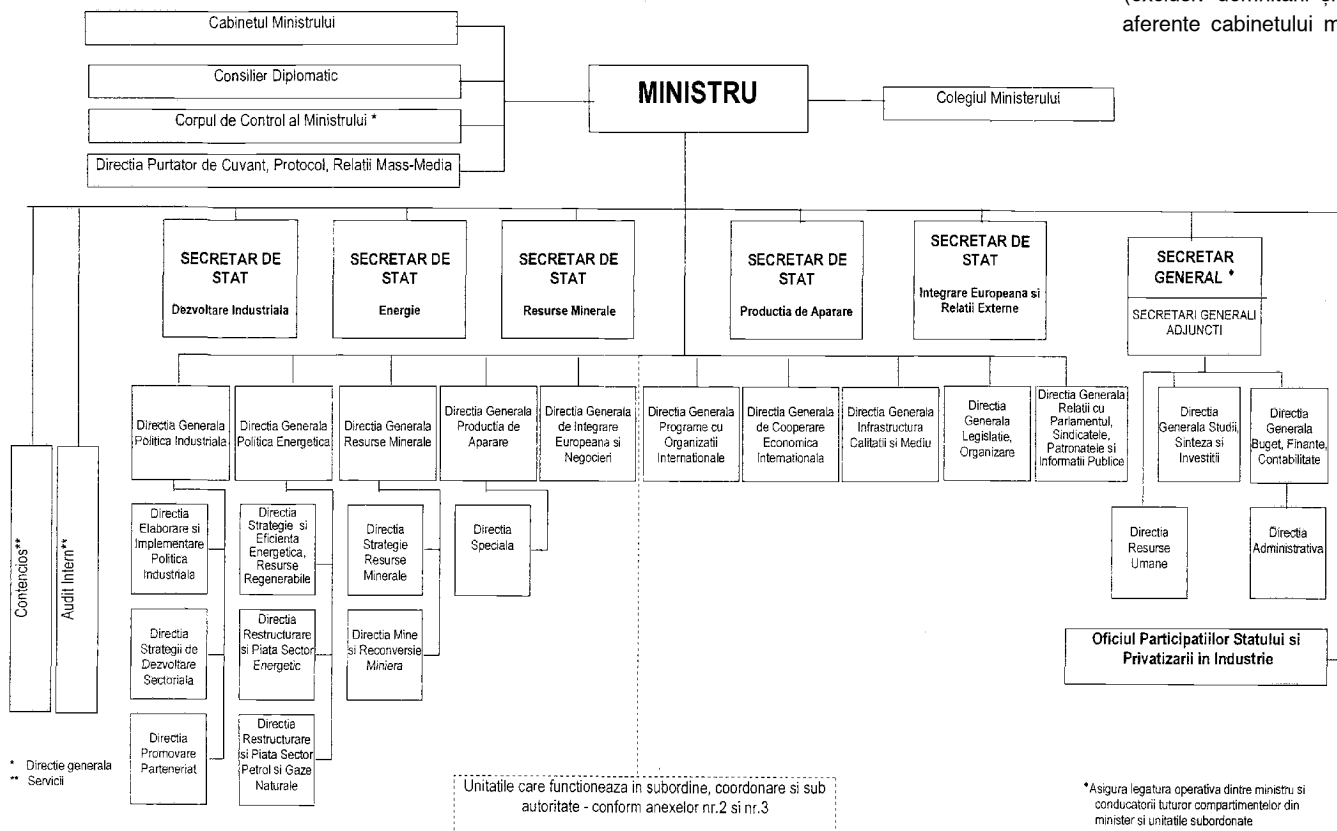 (exclusiv demnitarii și
aferente cabinetului m
Cabinetul Ministrului
Consilier Diplomatic
Corpul de Control al Ministrului *
Directia Purtator de Cuvant, Protocol, Relatii Mass-Media
MINISTRU
Colegiul Ministerului
SECRETAR DE
STAT
Dezvoltare Industriala
SECRETAR DE
STAT
Energie
SECRETAR DE
STAT
Resurse Minerale
SECRETAR DE
STAT
Productia de Aparare
SECRETAR DE
STAT
Integrare Europeana si
Relatii Externe
SECRETAR
GENERAL *
SECRETARI GENERALI
ADJUNCTI
Directia Generala
Politica Industriala
Directia Generala
Politica Energetica
Directia Generala
Resurse Minerale
Directia Generala
Productia de
Aparare
Directia Generala
de Integrare
Europeana si
Negocieri
Directia Generala
Programe cu
Organizatii
Internationale
Directia Generala
de Cooperare
Economica
Internationala
Directia Generala
Infrastructura
Calitatii si Mediu
Directia
Generala
Legislatie,
Organizare
Directia Generala
Relatii cu
Parlamentul,
Sindicatele,
Patronatele si
Informatii Publice
Directia
Generala Studii,
Sinteza si
Investitii
Directia
Generala
Buget, Finante,
Contabilitate
Contencios**
Audit Intern**
Directia
Elaborare si
Implementare
Politica
Industriala
Directia
Strategie si
Eficienta
Energetica,
Resurse
Regenerabile
Directia
Strategie
Resurse
Minerale
Directia
Speciala
Directia
Resurse
Umane
Directia
Administrativa
Directia
Strategii de
Dezvoltare
Sectoriala
Directia
Restructurare
si Piata Sector
Energetic
Directia Mine
si Reconversie
Miniera
Oficiul Participatiilor Statului si
Privatizarii in Industrie
Directia
Promovare
Parteneriat
Directia
Restructurare
si Piata Sector
Petrol si Gaze
Naturale
* Directie generala
** Servicii
Unitatile care functioneaza in subordine, coordonare si sub
autoritate - conform anexelor nr.2 si nr.3
*Asigura legatura operativa dintre ministru si
conducatorii tuturor compartimentelor din
minister si unitatile subordonate